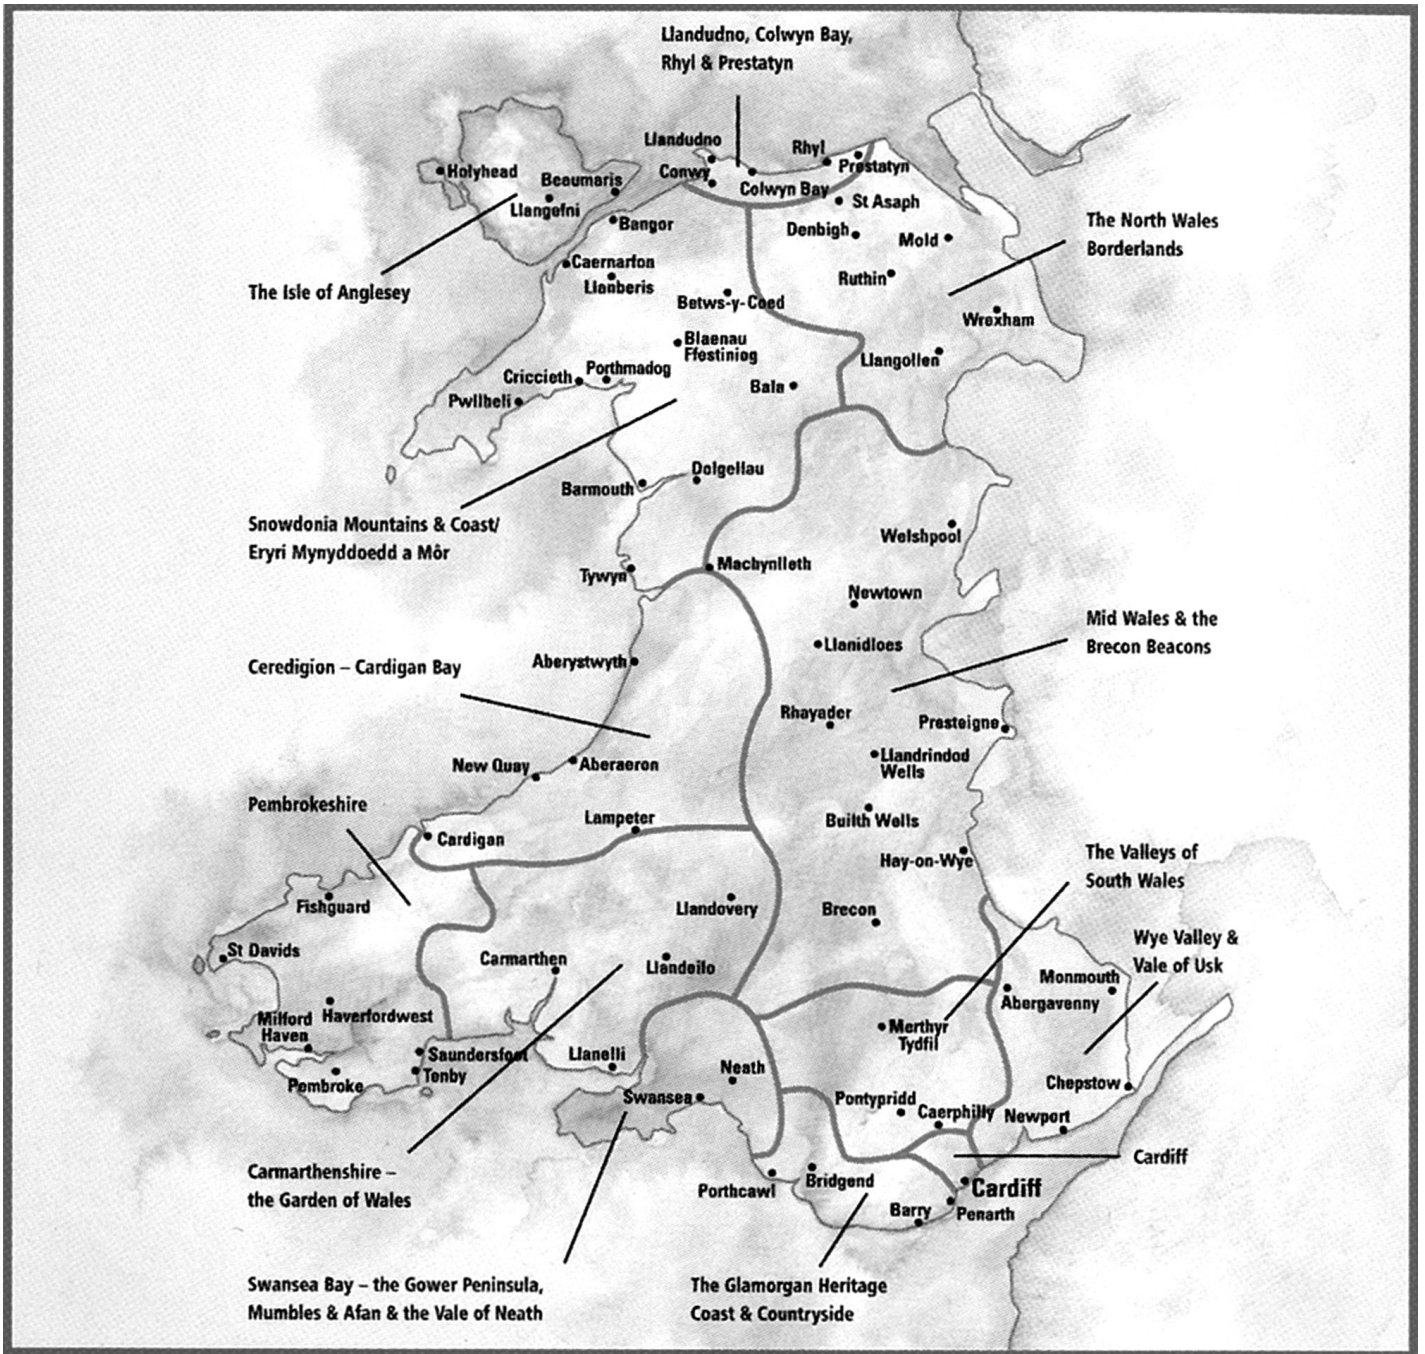 Llandudno, Colwyn Bay,
Rhyl & Prestatyn
Llandudno
Rhyl
Prestatyn
Conwy
Colwyn Bay
Holyhead
Beaumaris
Llangefni
St Asaph
Bangor
Denbigh
Mold
The North Wales
Borderlands
Caernarfon
Llanberis
Ruthin
The Isle of Anglesey
Betws-y-Coed
Wrexham
Blaenau
Ffestiniog
Llangollen
Criccieth
Porthmadog
Bala
Pwllheli
Dolgellau
Barmouth
Snowdonia Mountains & Coast/
Eryri Mynyddoedd a Môr
Welshpool
Machynlleth
Tywyn
Newtown
Mid Wales & the
Brecon Beacons
Llanidloes
Ceredigion – Cardigan Bay
Aberystwyth
Rhayader
Presteigne
Llandrindod
Wells
New Quay
Aberaeron
Pembrokeshire
Lampeter
Builth Wells
Cardigan
Hay-on-Wye
The Valleys of
South Wales
Fishguard
Llandovery
Brecon
Wye Valley &
Vale of Usk
St Davids
Carmarthen
Llandeilo
Monmouth
Abergavenny
Milford
Haven
Haverfordwest
Merthyr
Tydfil
Saundersfoot
Llanelli
Tenby
Pembroke
Neath
Swansea
Chepstow
Pontypridd
Caerphilly
Newport
Cardiff
Carmarthenshire –
the Garden of Wales
Porthcawl
Bridgend
Cardiff
Barry
Penarth
Swansea Bay – the Gower Peninsula,
Mumbles & Afan & the Vale of Neath
The Glamorgan Heritage
Coast & Countryside